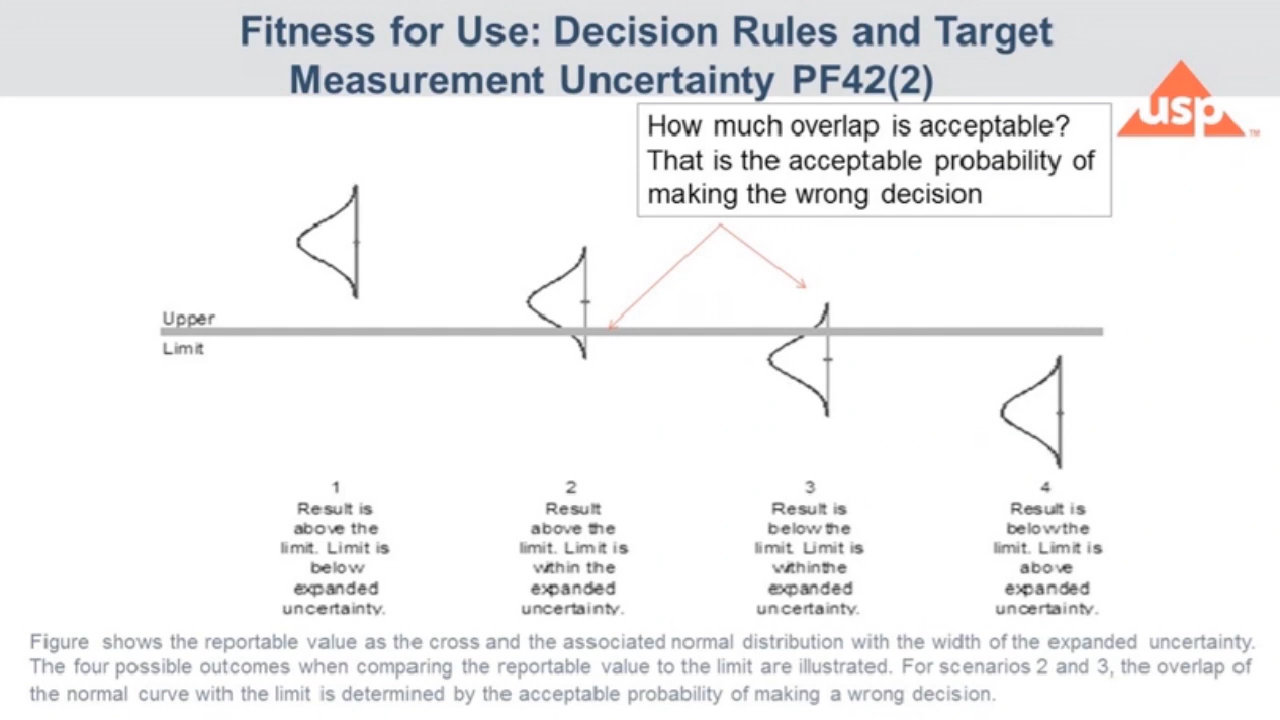 Fitness for Use: Decision Rules and Target
Measurement Uncertainty PF42(2)
usp
TM
How much overlap is acceptable?
That is the acceptable probability of
making the wrong decision
Upper
Limit
1
Result is
above the
limit. Limit is
below
expanded
uncertainty.
2
Result
above the
limit. Limit is
within the
expanded
uncertainty.
3
Result is
below the
limit. Limit is
within the
expanded
uncertainty.
4
Result is
below the
limit. Limit is
above
expanded
uncertainty.
Figure shows the reportable value as the cross and the associated normal distribution with the width of the expanded uncertainty.
The four possible outcomes when comparing the reportable value to the limit are illustrated. For scenarios 2 and 3, the overlap of
the normal curve with the limit is determined by the acceptable probability of making a wrong decision.